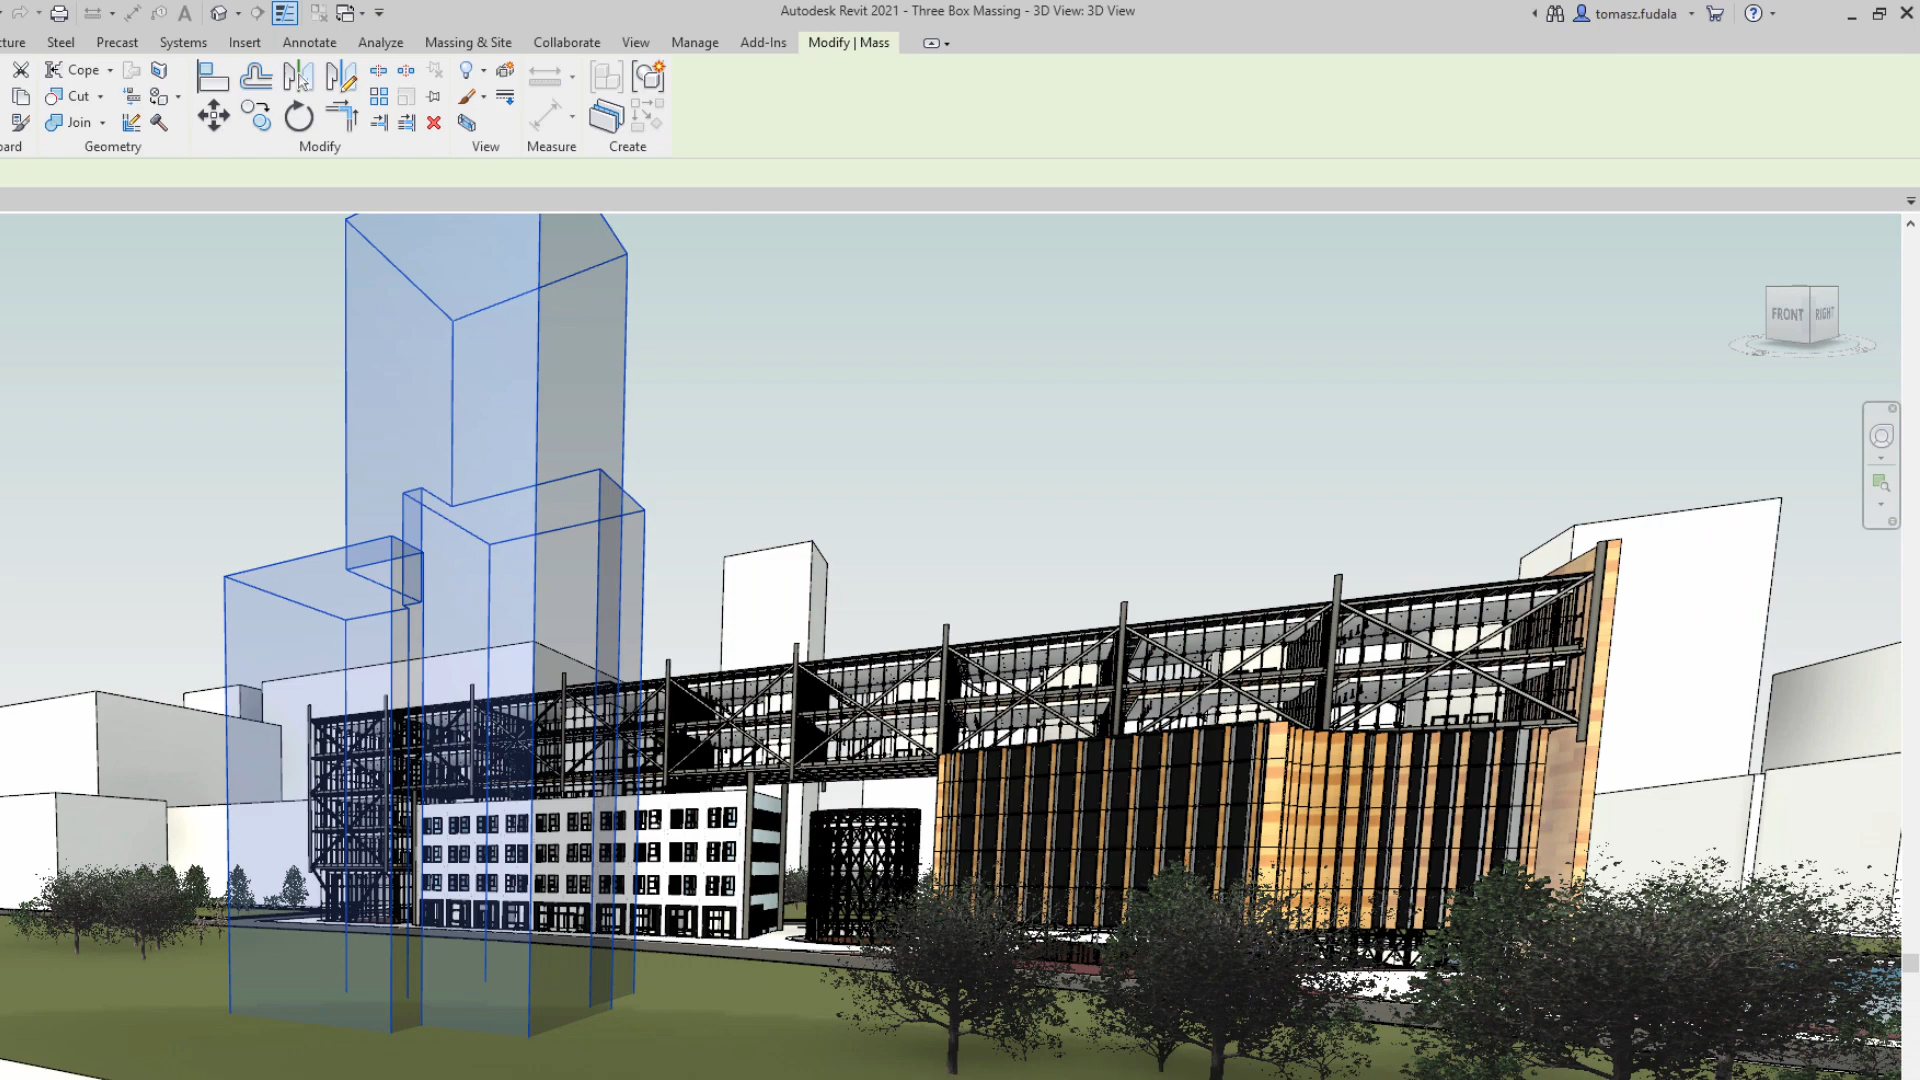 Autodesk Revit 2021 - Three Box Massing - 3D View: 3D View
tomasz.fudala
cture Steel Precast Systems Insert Annotate Analyze Massing & Site Collaborate View Manage Add-Ins Modify | Mass
Cope
Cut
Join
oard Geometry Modify View Measure Create
FRONT RIGHT